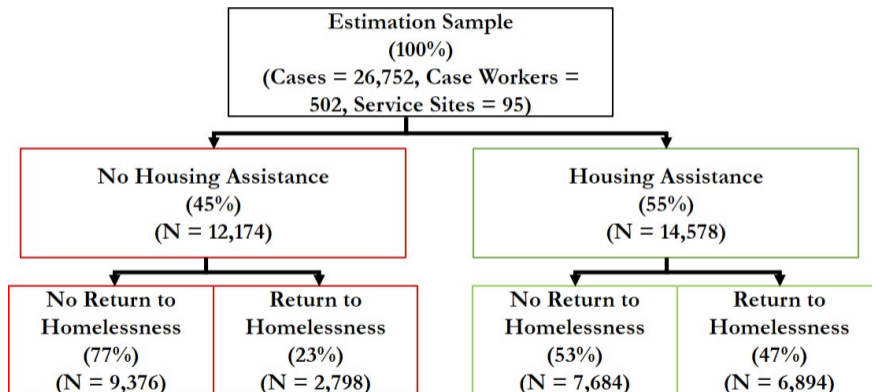 Estimation Sample
(100%)
(Cases = 26,752, Case Workers =
502, Service Sites = 95)
No Housing Assistance
(45%)
(N = 12,174)
Housing Assistance
(55%)
(N = 14,578)
No Return to
Homelessness
(77%)
(N = 9,376)
Return to
Homelessness
(23%)
(N = 2,798)
No Return to
Homelessness
(53%)
(N = 7,684)
Return to
Homelessness
(47%)
(N = 6,894)